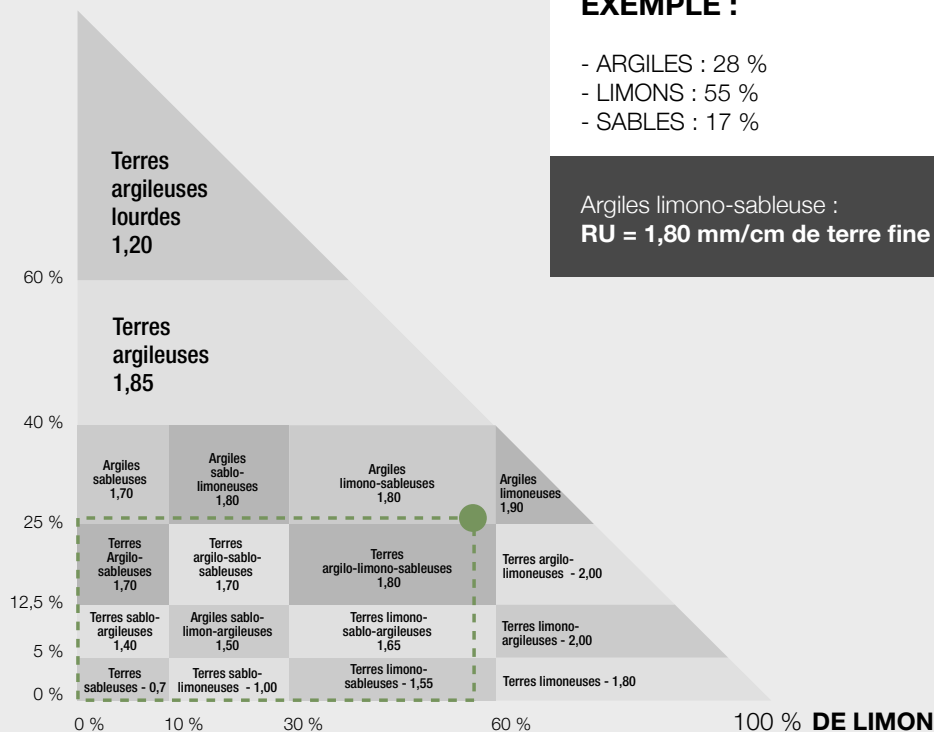 EXEMPLE :
- ARGILES : 28 %
- LIMONS : 55 %
- SABLES : 17 %
Argiles limono-sableuse :
RU = 1,80 mm/cm de terre fine
Terres
argileuses
lourdes
1,20
60 %
Terres
argileuses
1,85
40 %
Argiles
sableuses
1,70
Argiles
sablo-
limoneuses
1,80
Argiles
limono-sableuses
1,80
Argiles
limoneuses
1,90
25 %
Terres
Argilo-
sableuses
1,70
Terres
argilo-sablo-
sableuses
1,70
Terres
argilo-limono-sableuses
1,80
Terres argilo-
limoneuses - 2,00
12,5 %
Terres sablo-
argileuses
1,40
Argiles sablo-
limon-argileuses
1,50
Terres limono-
sablo-argileuses
1,65
Terres limono-
argileuses - 2,00
5 %
Terres
sableuses - 0,7
Terres sablo-
limoneuses - 1,00
Terres limono-
sableuses - 1,55
Terres limoneuses - 1,80
0 %
0 %
10 %
30 %
60 %
100 % DE LIMON